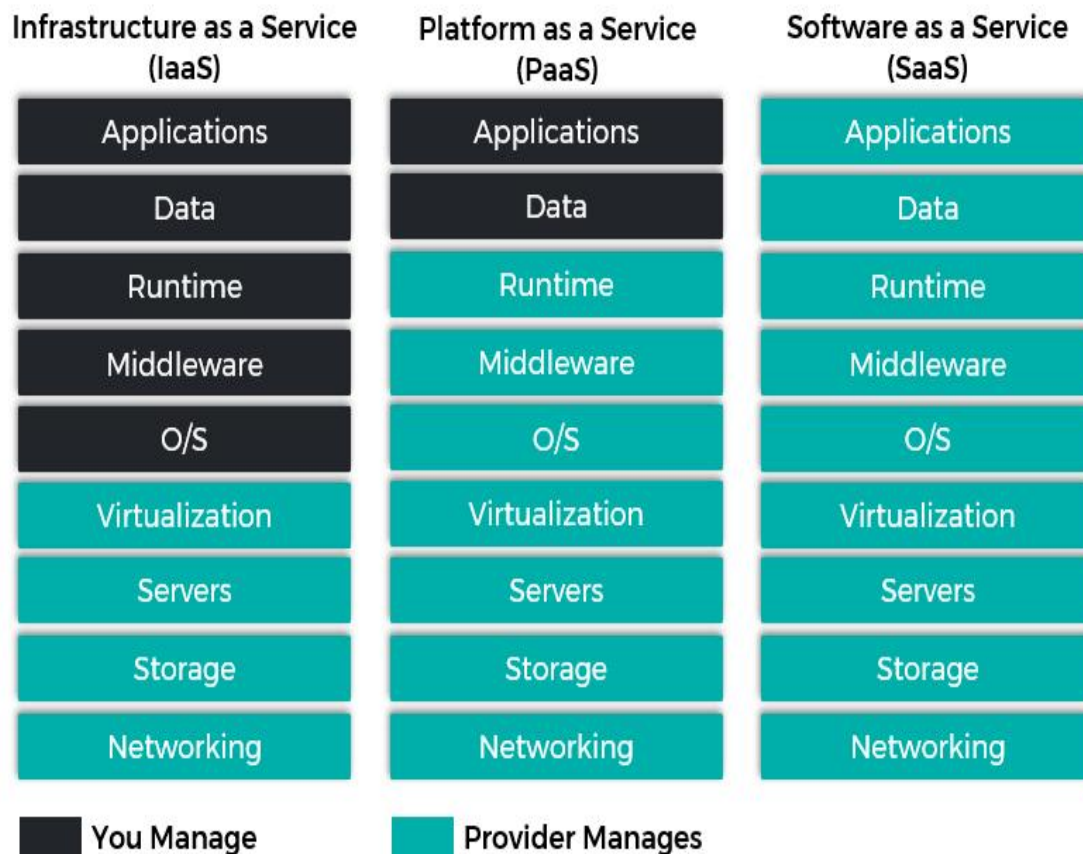 Infrastructure as a Service
(IaaS)
Applications
Data
Runtime
Middleware
O/S
Virtualization
Servers
Storage
Networking
Platform as a Service
(PaaS)
Applications
Data
Runtime
Middleware
O/S
Virtualization
Servers
Storage
Networking
Software as a Service
(SaaS)
Applications
Data
Runtime
Middleware
O/S
Virtualization
Servers
Storage
Networking
You Manage
Provider Manages